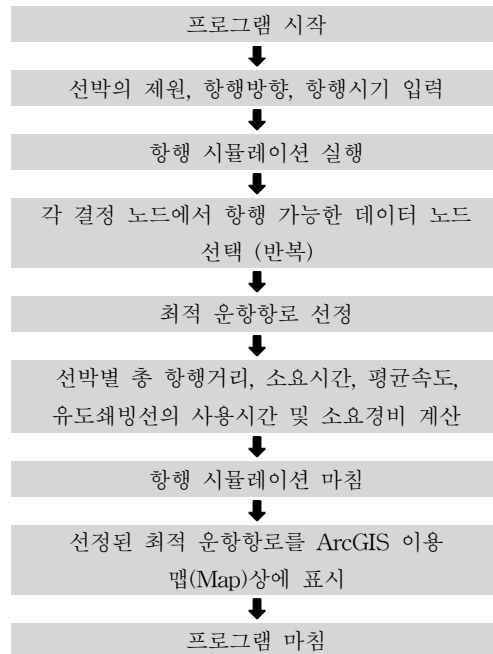 프로그램 시작
선박의 제원, 항행방향, 항행시기 입력
항행 시뮬레이션 실행
각 결정 노드에서 항행 가능한 데이터 노드
선택 (반복)
최적 운항항로 선정
선박별 총 항행거리, 소요시간, 평균속도,
유도쇄빙선의 사용시간 및 소요경비 계산
항행 시뮬레이션 마침
선정된 최적 운항항로를 ArcGIS 이용
맵(Map)상에 표시
프로그램 마침